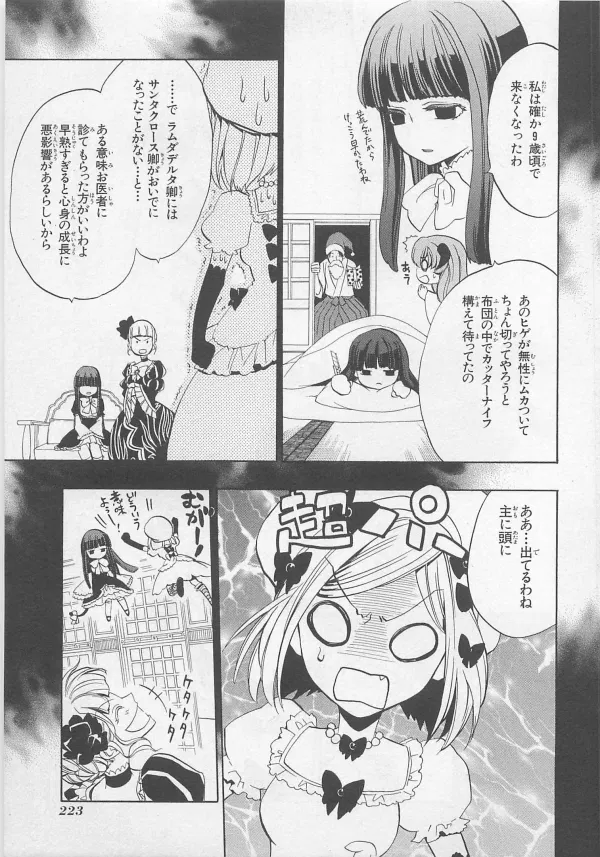 私は確か9歳頃で
来なくなったわ
荒んでたから
けっこう早かったわね
あう
あのヒゲが無性にムカついて
ちょん切ってやろうと
布団の中でカッターナイフ
構えて待ってたの
……で ラムダデルタ卿には
サンタクロース卿がおいでに
なったことがない…と…
ある意味お医者に
診てもらった方がいいわよ
早熟すぎると心身の成長に
悪影響があるらしいから
ああ…出てるわね
主に頭に
超パー
むがー!
どういう
意味
よ…!
ケタケタ
ケタケタ
223